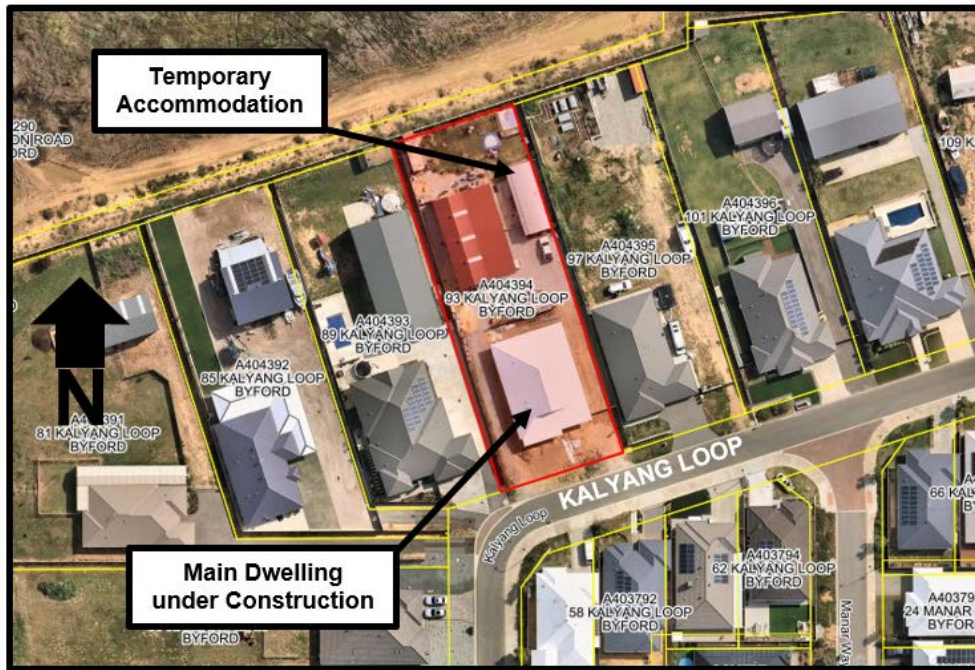 Temporary
Accommodation
290
ON ROAD
ORD
109 K
A404396
101 KALYANG LOOP
BYFORD
A404395
97 KALYANG LOOP
BYFORD
A404394
93 KALYANG LOOP
BYFORD
A404393
89 KALYANG LOOP
BYFORD
A404392
85 KALYANG LOOP
BYFORD
N
391
81 KALYANG LOOP
BYFORD
KALYANG LOOP
Kalyang Loop
Main Dwelling
under Construction
BYFORD
A403792
58 KALYANG LOOP
BYFORD
A403794
62 KALYANG LOOP
BYFORD
66 KAL
BY
A40379
24 MANAR
BYFOR
Manar Way